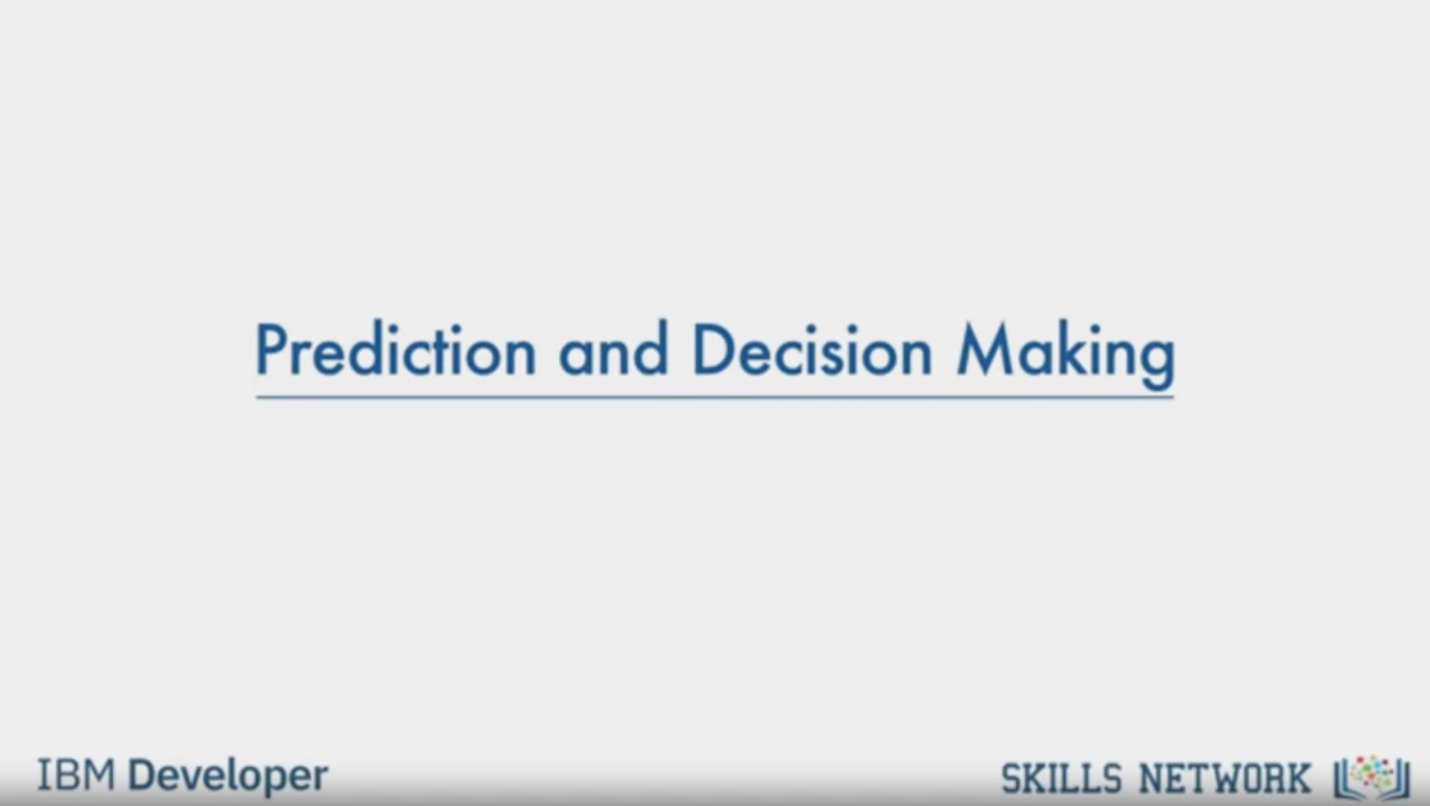 Prediction and Decision Making
IBM Developer
SKILLS NETWORK